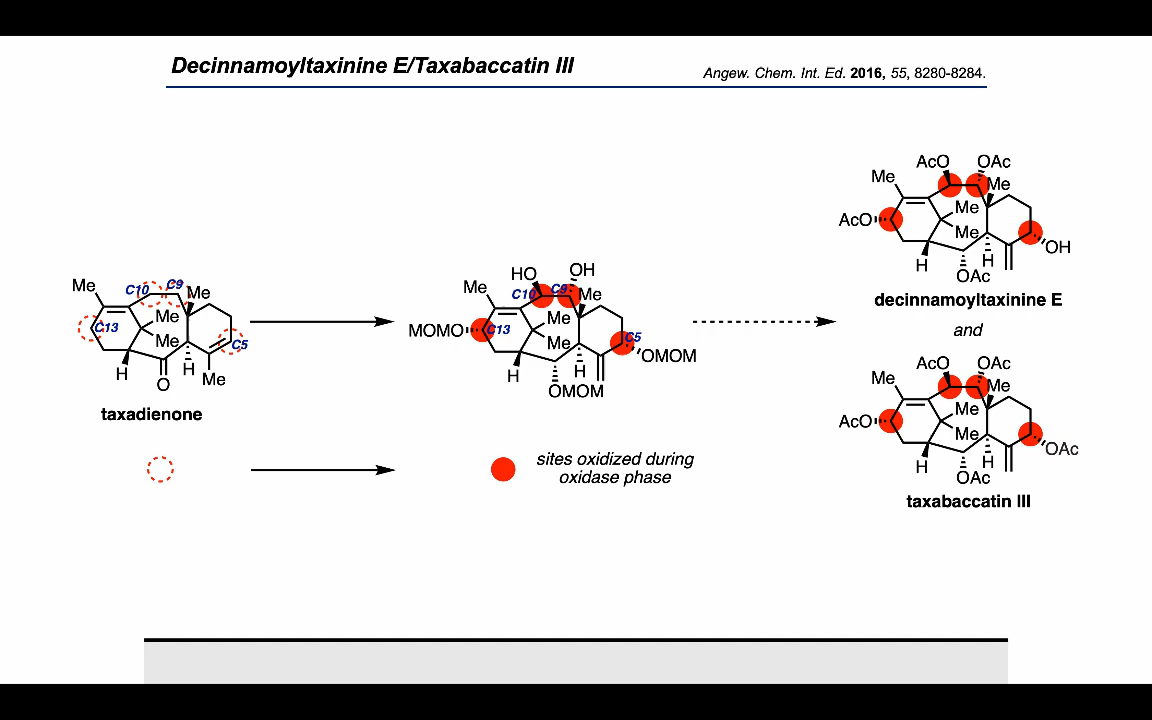 Decinnamoyltaxinine E/Taxabaccatin III
Angew. Chem. Int. Ed. 2016, 55, 8280-8284.
Me
C10
C9
Me
C13
Me
Me
C5
H
O
H
Me
taxadienone
HO
OH
Me
C10
C9
Me
MOMO
C13
Me
Me
C5
OMOM
H
H
OMOM
sites oxidized during
oxidase phase
AcO
OAc
Me
Me
AcO
Me
Me
OH
H
H
OAc
decinnamoyltaxinine E
and
AcO
OAc
Me
Me
AcO
Me
Me
OAc
H
H
OAc
taxabaccatin III